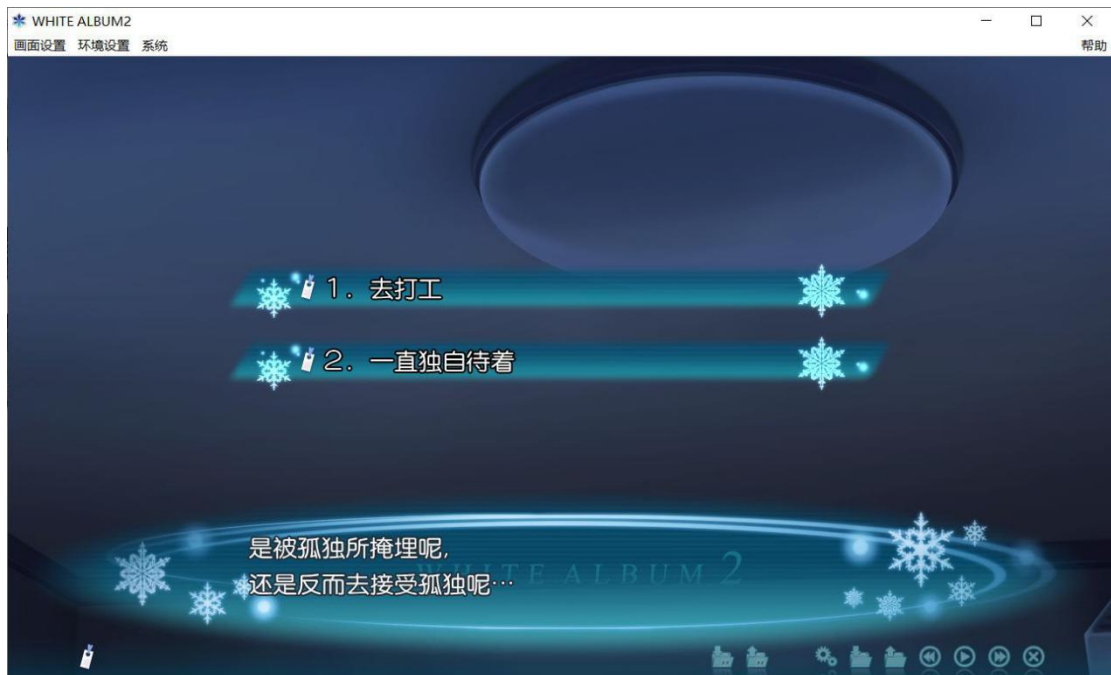 WHITE ALBUM2
画面设置 环境设置 系统
帮助
1. 去打工
2. 一直独自待着
是被孤独所掩埋呢,
还是反而去接受孤独呢…
WHITE ALBUM 2